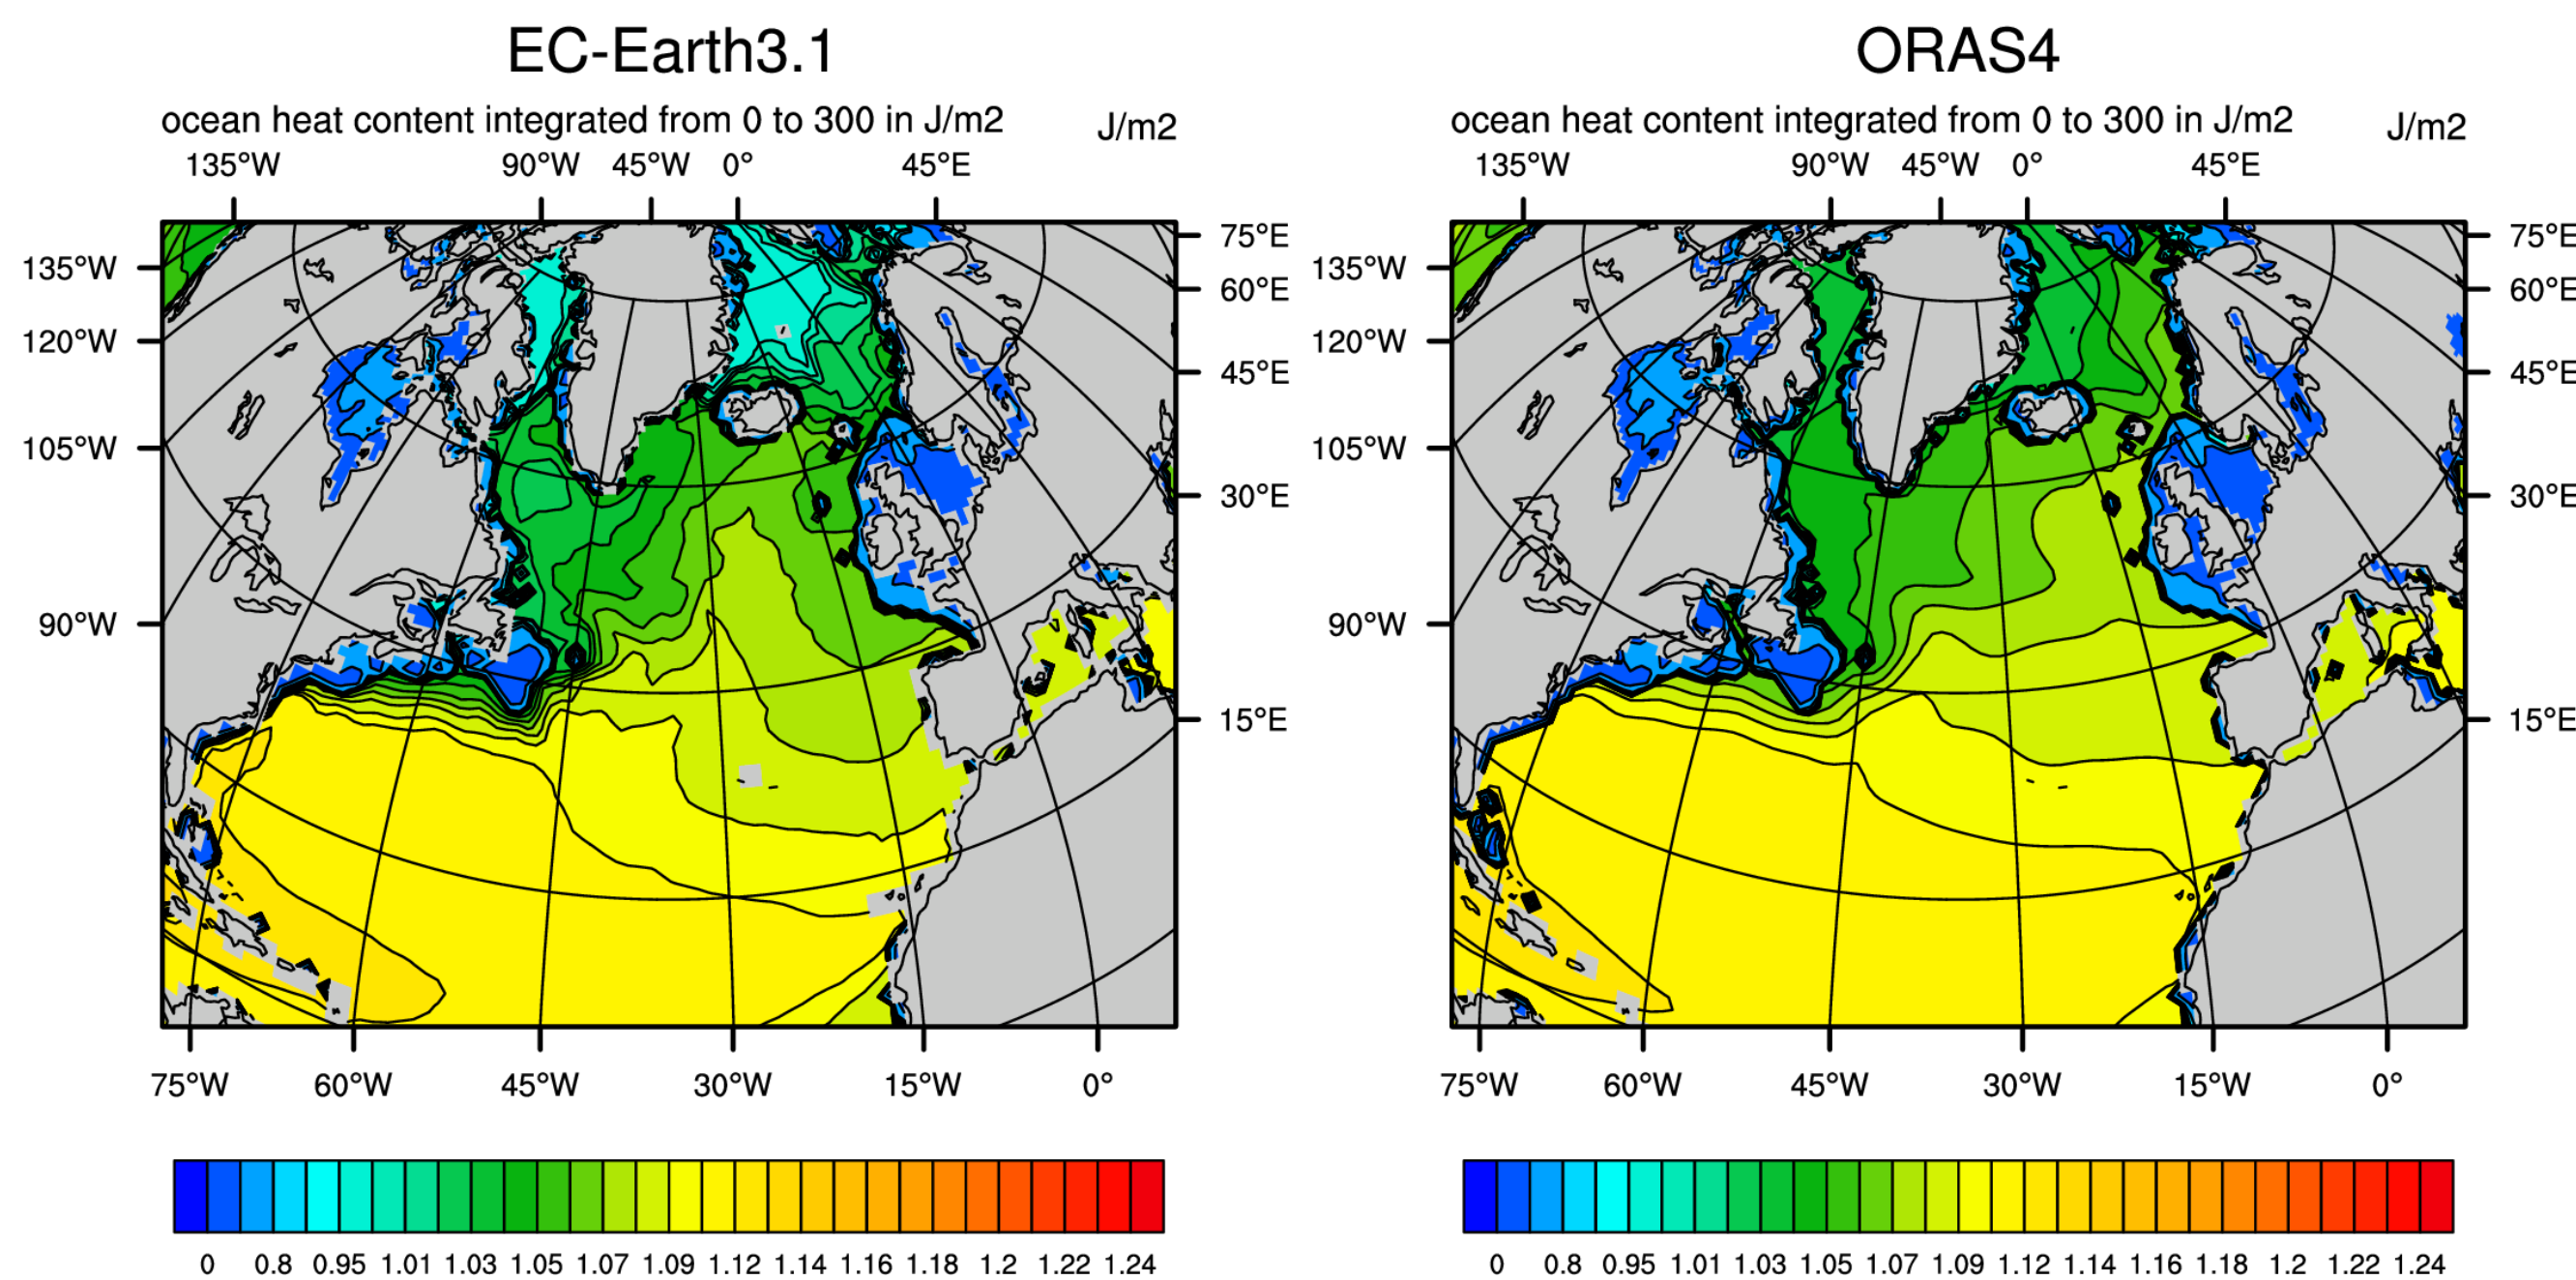 EC-Earth3.1
ocean heat content integrated from 0 to 300 in J/m2 J/m2
135°W 90°W 45°W 0° 45°E
135°W
120°W
105°W
90°W
75°E
60°E
45°E
30°E
15°E
75°W 60°W 45°W 30°W 15°W 0°
0 0.8 0.95 1.01 1.03 1.05 1.07 1.09 1.12 1.14 1.16 1.18 1.2 1.22 1.24
ORAS4
ocean heat content integrated from 0 to 300 in J/m2 J/m2
135°W 90°W 45°W 0° 45°E
135°W
120°W
105°W
90°W
75°E
60°E
45°E
30°E
15°E
75°W 60°W 45°W 30°W 15°W 0°
0 0.8 0.95 1.01 1.03 1.05 1.07 1.09 1.12 1.14 1.16 1.18 1.2 1.22 1.24